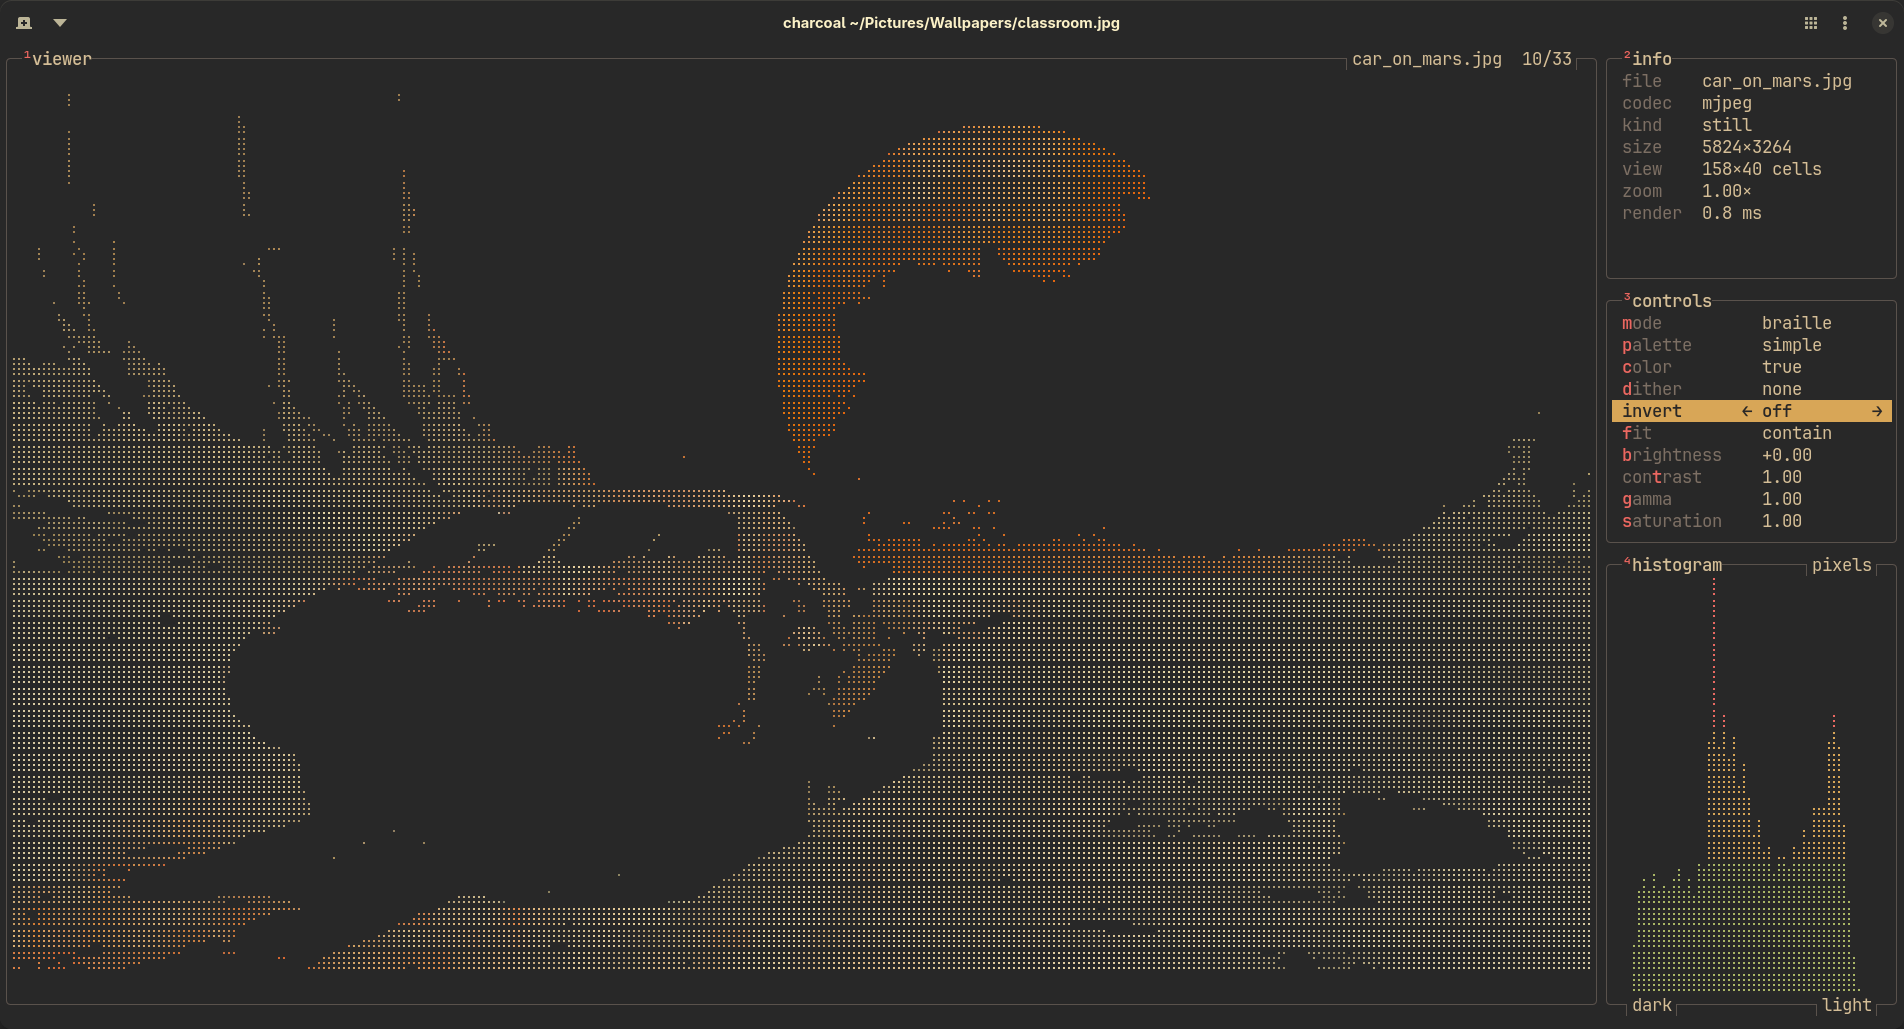 charcoal ~/Pictures/Wallpapers/classroom.jpg
1viewer car_on_mars.jpg 10/33
2info
file car_on_mars.jpg
codec mjpeg
kind still
size 5824×3264
view 158×40 cells
zoom 1.00×
render 0.8 ms
3controls
mode braille
palette simple
color true
dither none
invert ← off →
fit contain
brightness +0.00
contrast 1.00
gamma 1.00
saturation 1.00
4histogram pixels
dark light